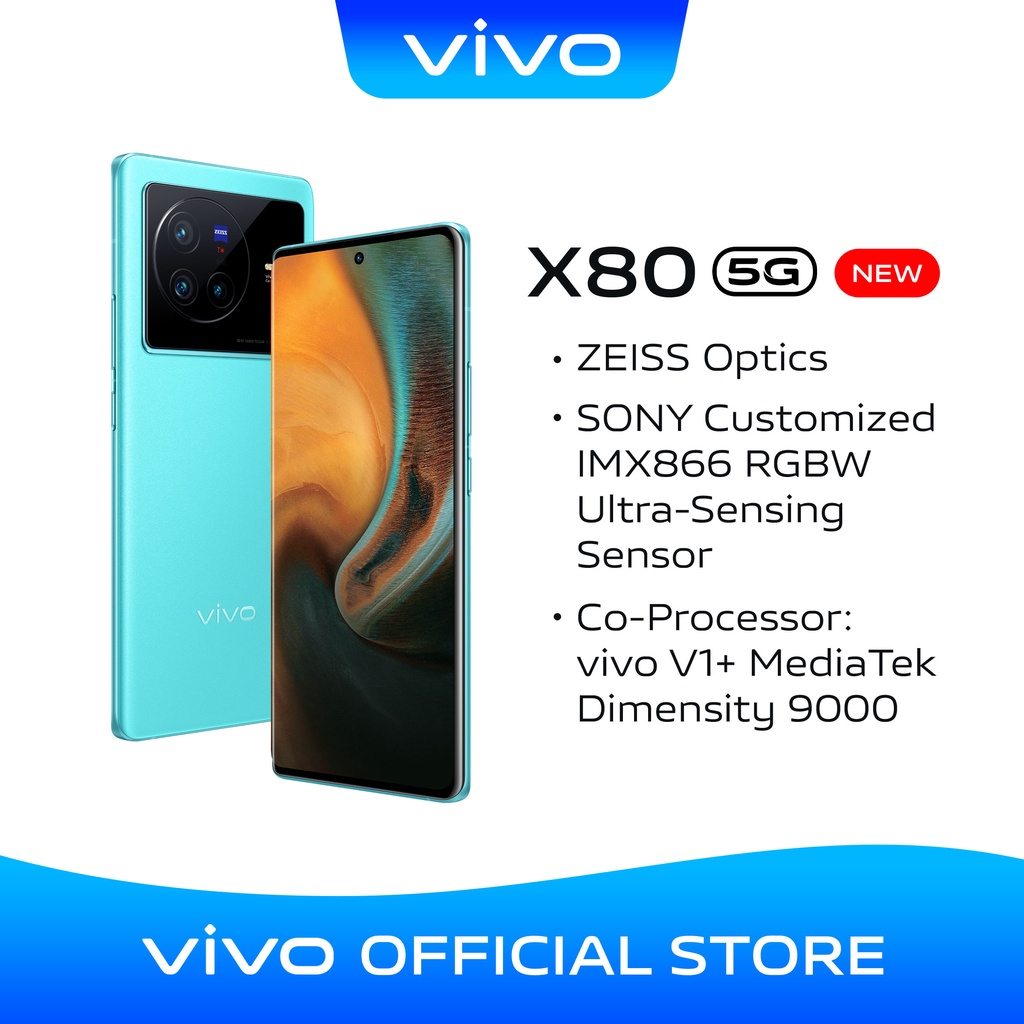 vivo
ZEISS
T*
X80 5G NEW
• ZEISS Optics
• SONY Customized
IMX866 RGBW
Ultra-Sensing
Sensor
• Co-Processor:
vivo V1+ MediaTek
Dimensity 9000
vivo
vivo OFFICIAL STORE